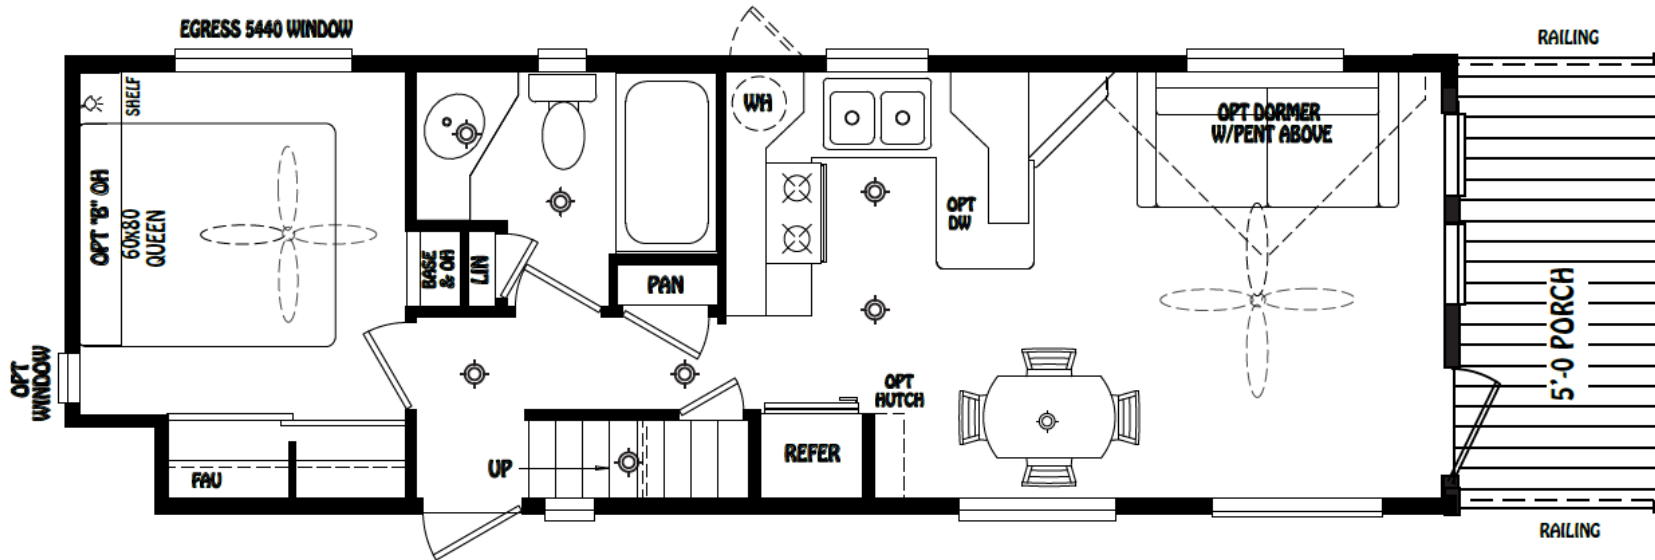 EGRESS 5440 WINDOW
RAILING
SHELF
WH
OPT DORMER
W/PENT ABOVE
OPT "B" OH
60x80
QUEEN
OPT
DW
BASE
& OH
LIN
PAN
5'-0 PORCH
OPT
WINDOW
OPT
HUTCH
REFER
UP
FAU
RAILING